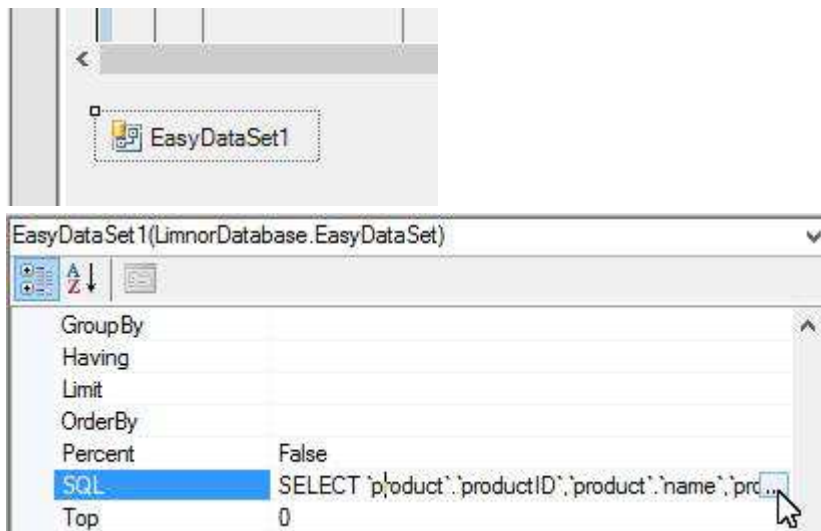 EasyDataSet1
EasyDataSet1(LimnorDatabase.EasyDataSet)
GroupBy
Having
Limit
OrderBy
Percent False
SQL SELECT `product`.`productID`,`product`.`name`,`pro...
Top 0